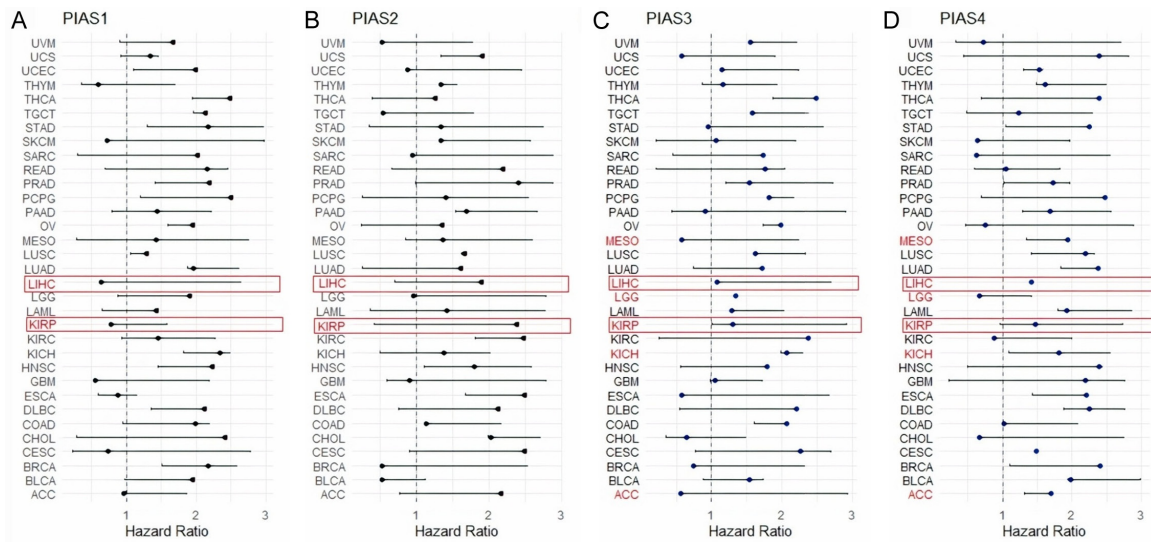 A PIAS1
UVM
UCS
UCEC
THYM
THCA
TGCT
STAD
SKCM
SARC
READ
PRAD
PCPG
PAAD
OV
MESO
LUSC
LUAD
LIHC
LGG
LAML
KIRP
KIRC
KICH
HNSC
GBM
ESCA
DLBC
COAD
CHOL
CESC
BRCA
BLCA
ACC
1 2 3
Hazard Ratio
B PIAS2
UVM
UCS
UCEC
THYM
THCA
TGCT
STAD
SKCM
SARC
READ
PRAD
PCPG
PAAD
OV
MESO
LUSC
LUAD
LIHC
LGG
LAML
KIRP
KIRC
KICH
HNSC
GBM
ESCA
DLBC
COAD
CHOL
CESC
BRCA
BLCA
ACC
1 2 3
Hazard Ratio
C PIAS3
UVM
UCS
UCEC
THYM
THCA
TGCT
STAD
SKCM
SARC
READ
PRAD
PCPG
PAAD
OV
MESO
LUSC
LUAD
LIHC
LGG
LAML
KIRP
KIRC
KICH
HNSC
GBM
ESCA
DLBC
COAD
CHOL
CESC
BRCA
BLCA
ACC
1 2 3
Hazard Ratio
D PIAS4
UVM
UCS
UCEC
THYM
THCA
TGCT
STAD
SKCM
SARC
READ
PRAD
PCPG
PAAD
OV
MESO
LUSC
LUAD
LIHC
LGG
LAML
KIRP
KIRC
KICH
HNSC
GBM
ESCA
DLBC
COAD
CHOL
CESC
BRCA
BLCA
ACC
1 2 3
Hazard Ratio